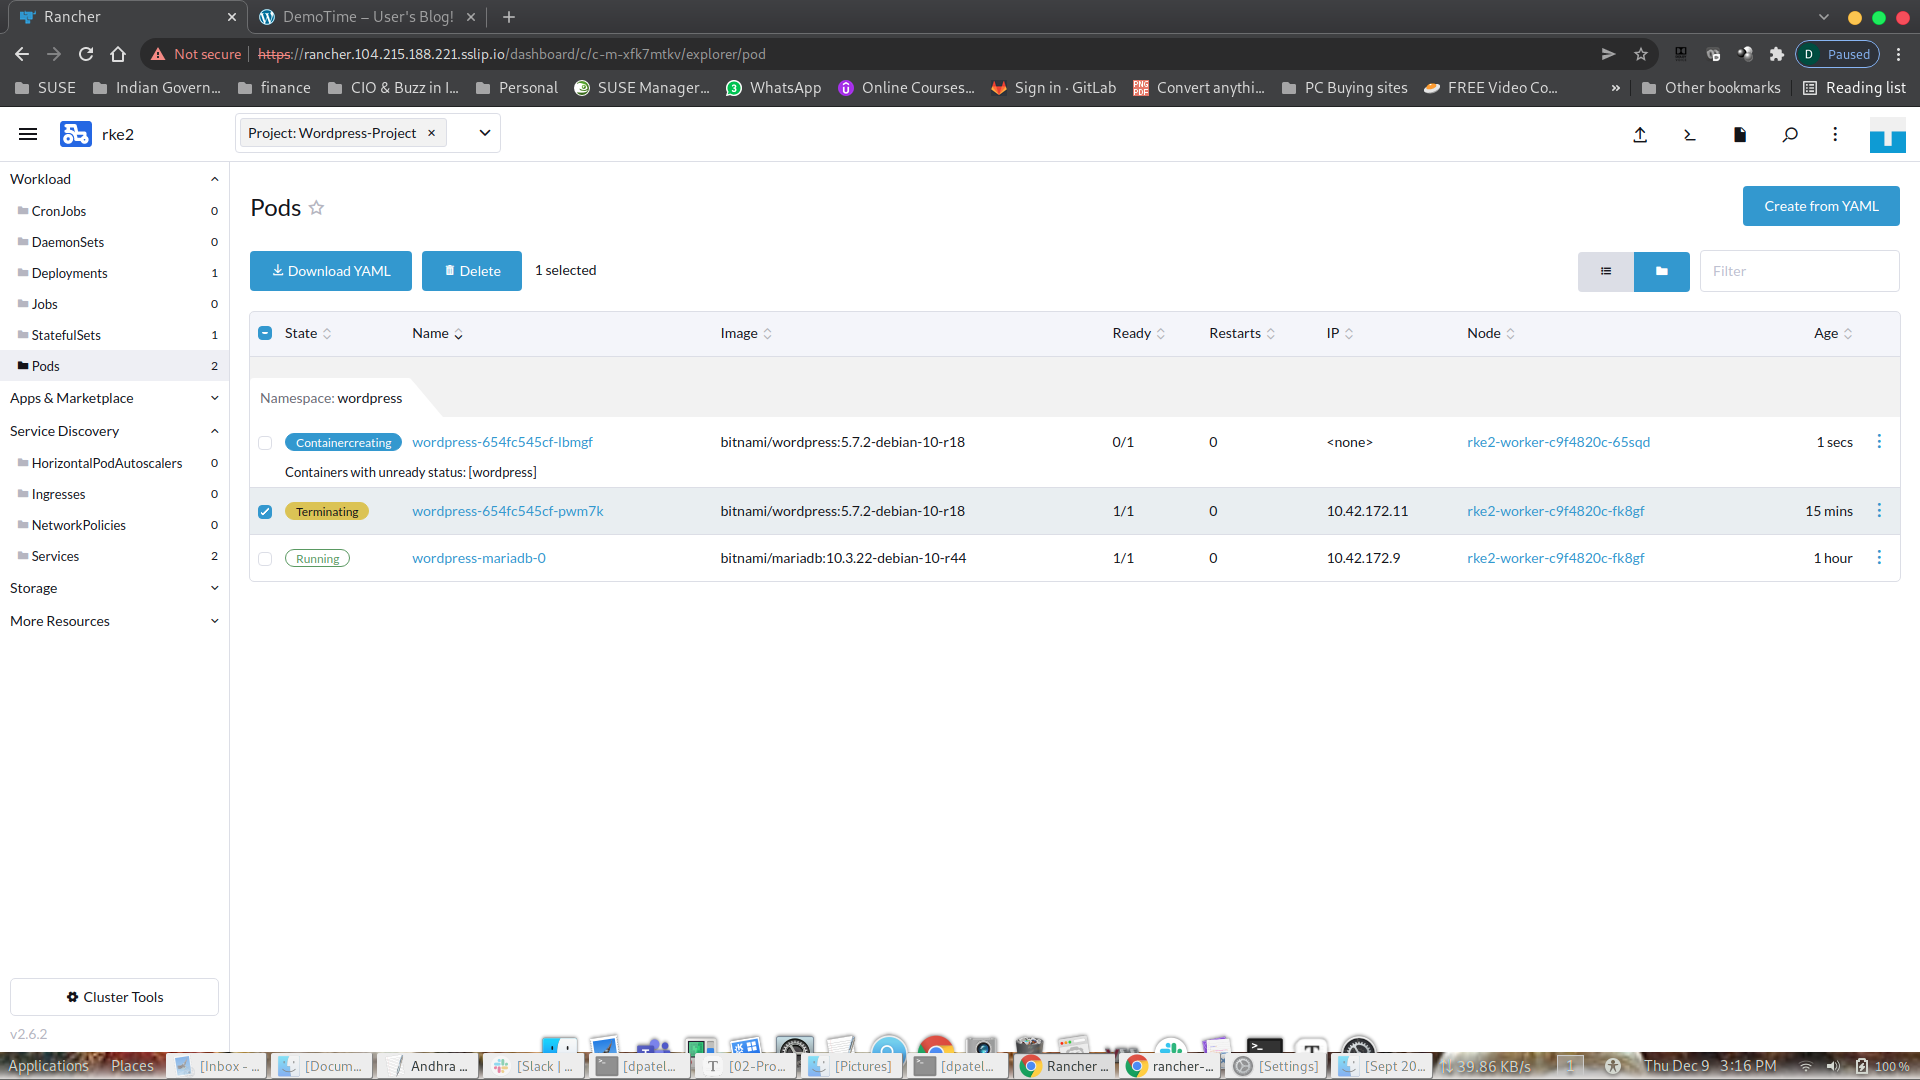 Rancher
DemoTime – User's Blog!
Not secure
https://rancher.104.215.188.221.sslip.io/dashboard/c/c-m-xfk7mtkv/explorer/pod
D Paused
SUSE
Indian Govern...
finance
CIO & Buzz in I...
Personal
SUSE Manager...
WhatsApp
Online Courses...
Sign in · GitLab
PNG PDF
Convert anythi...
PC Buying sites
FREE Video Co...
»
Other bookmarks
Reading list
rke2
Project: Wordpress-Project ×
Workload
CronJobs 0
DaemonSets 0
Deployments 1
Jobs 0
StatefulSets 1
Pods 2
Apps & Marketplace
Service Discovery
HorizontalPodAutoscalers 0
Ingresses 0
NetworkPolicies 0
Services 2
Storage
More Resources
Cluster Tools
v2.6.2
Pods
Create from YAML
Download YAML
Delete
1 selected
Filter
State Name Image Ready Restarts IP Node Age
Namespace: wordpress
Containercreating wordpress-654fc545cf-lbmgf bitnami/wordpress:5.7.2-debian-10-r18 0/1 0 <none> rke2-worker-c9f4820c-65sqd 1 secs
Containers with unready status: [wordpress]
Terminating wordpress-654fc545cf-pwm7k bitnami/wordpress:5.7.2-debian-10-r18 1/1 0 10.42.172.11 rke2-worker-c9f4820c-fk8gf 15 mins
Running wordpress-mariadb-0 bitnami/mariadb:10.3.22-debian-10-r44 1/1 0 10.42.172.9 rke2-worker-c9f4820c-fk8gf 1 hour
Applications
Places
[Inbox - ...
[Docum...
Andhra ...
[Slack | ...
[dpatel...
[02-Pro...
[Pictures]
[dpatel...
Rancher ...
rancher-...
[Settings]
[Sept 20...
39.86 KB/s
1
Thu Dec 9 3:16 PM
100 %